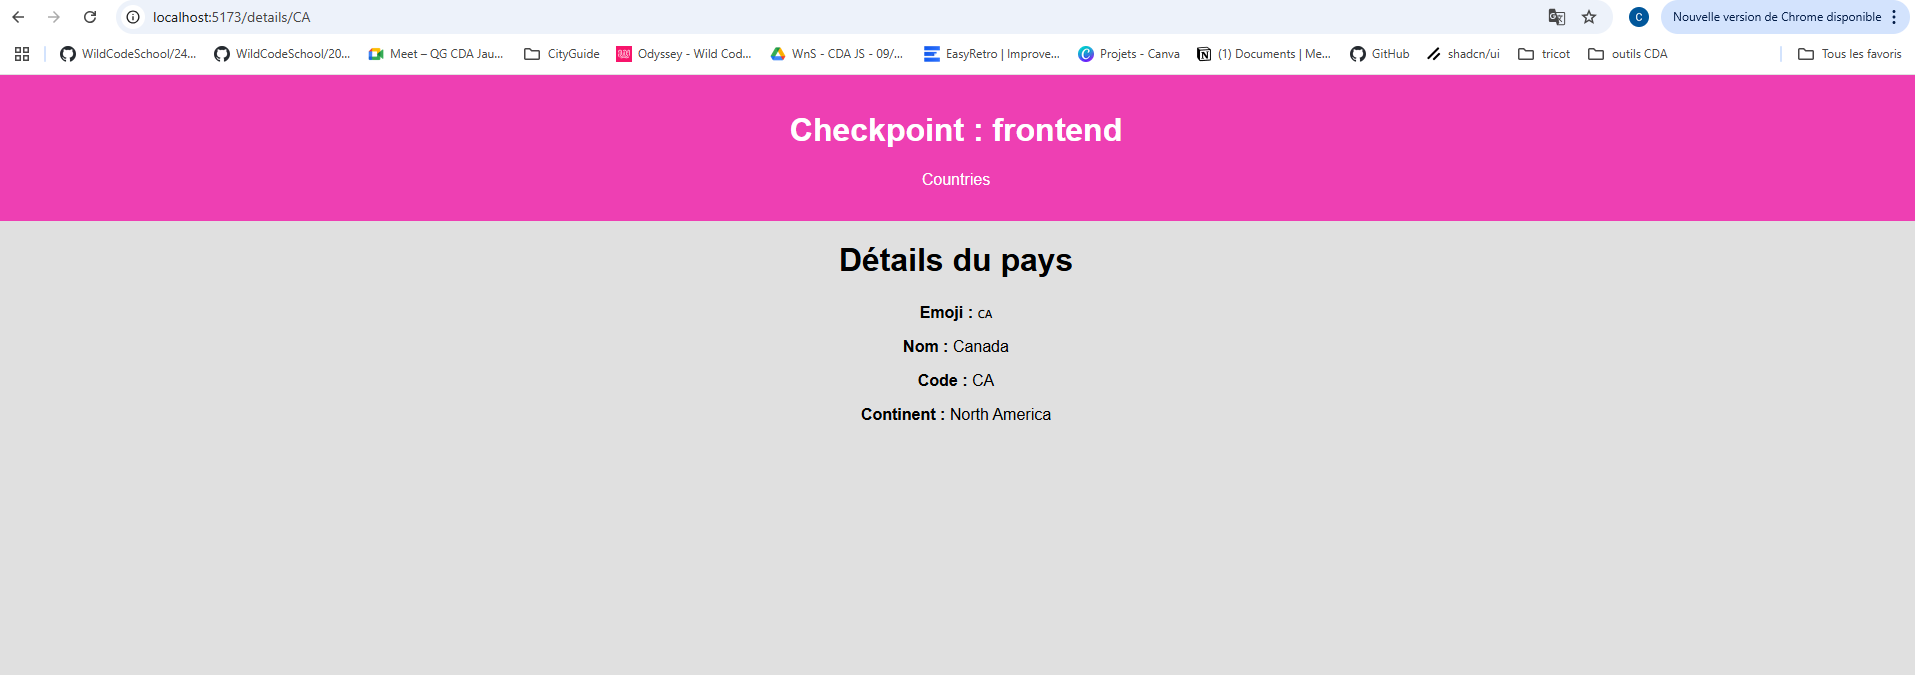 localhost:5173/details/CA
Nouvelle version de Chrome disponible
WildCodeSchool/24...
WildCodeSchool/20...
Meet – QG CDA Jau...
CityGuide
Odyssey - Wild Cod...
WnS - CDA JS - 09/...
EasyRetro | Improve...
Projets - Canva
(1) Documents | Me...
GitHub
shadcn/ui
tricot
outils CDA
Tous les favoris
Checkpoint : frontend
Countries
Détails du pays
Emoji : CA
Nom : Canada
Code : CA
Continent : North America